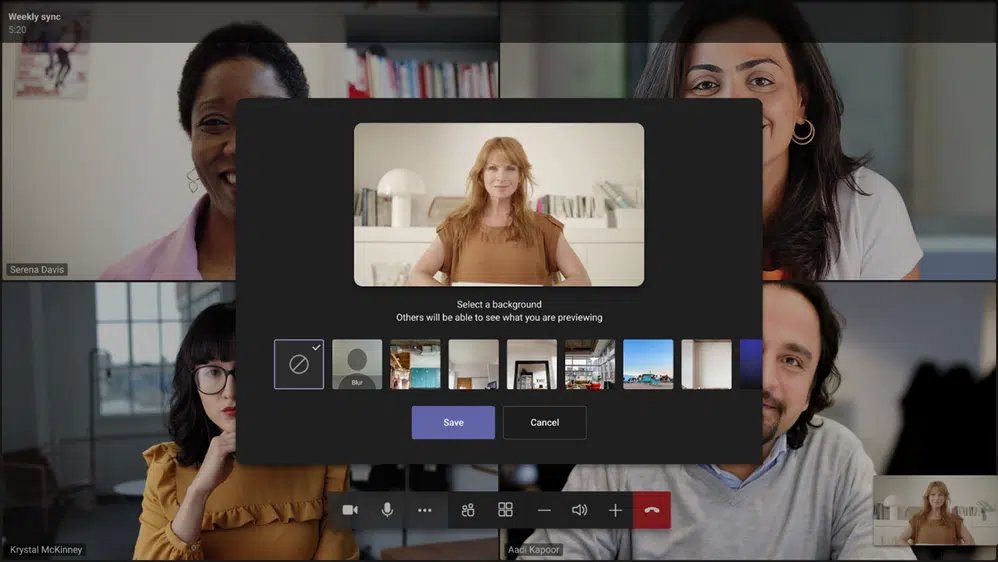 Weekly sync
5:20
Serena Davis
Select a background
Others will be able to see what you are previewing
Blur
Save
Cancel
Krystal McKinney
Aadi Kapoor